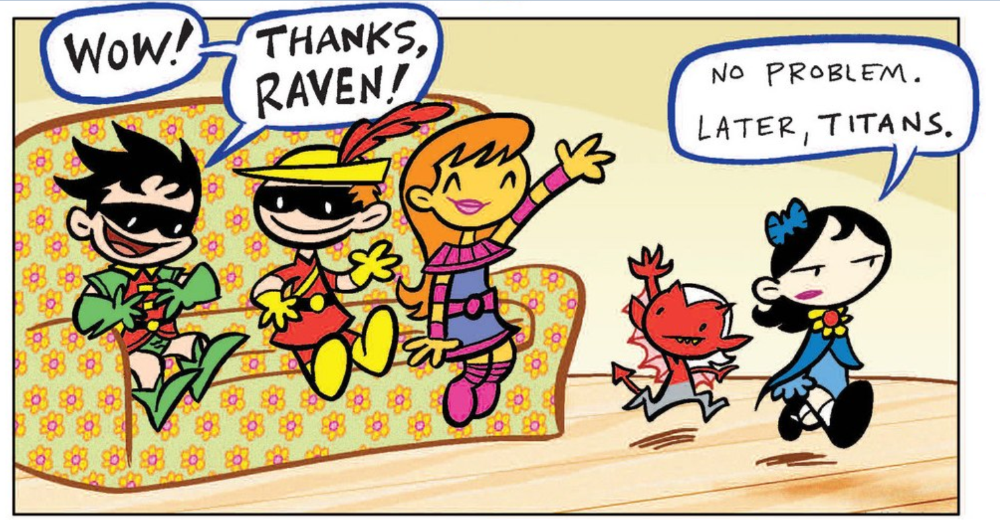 WOW!
THANKS,
RAVEN!
NO PROBLEM.
LATER, TITANS.